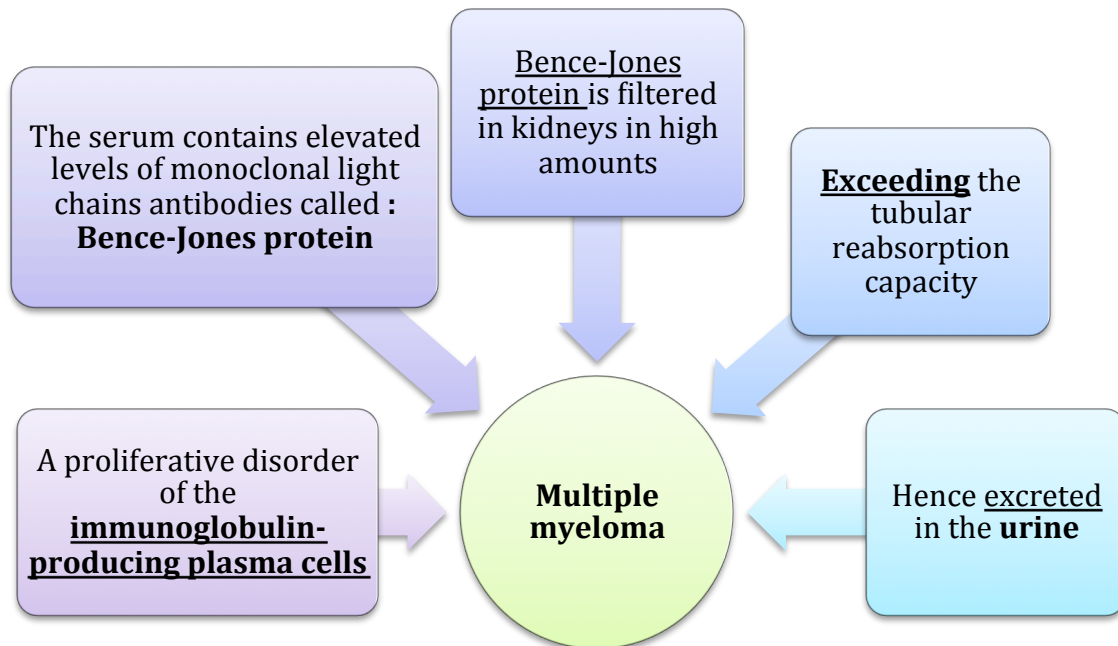 A proliferative disorder
of the
immunoglobulin-
producing plasma cells
The serum contains elevated
levels of monoclonal light
chains antibodies called :
Bence-Jones protein
Bence-Jones
protein is filtered
in kidneys in high
amounts
Exceeding the
tubular
reabsorption
capacity
Hence excreted
in the urine
Multiple
myeloma